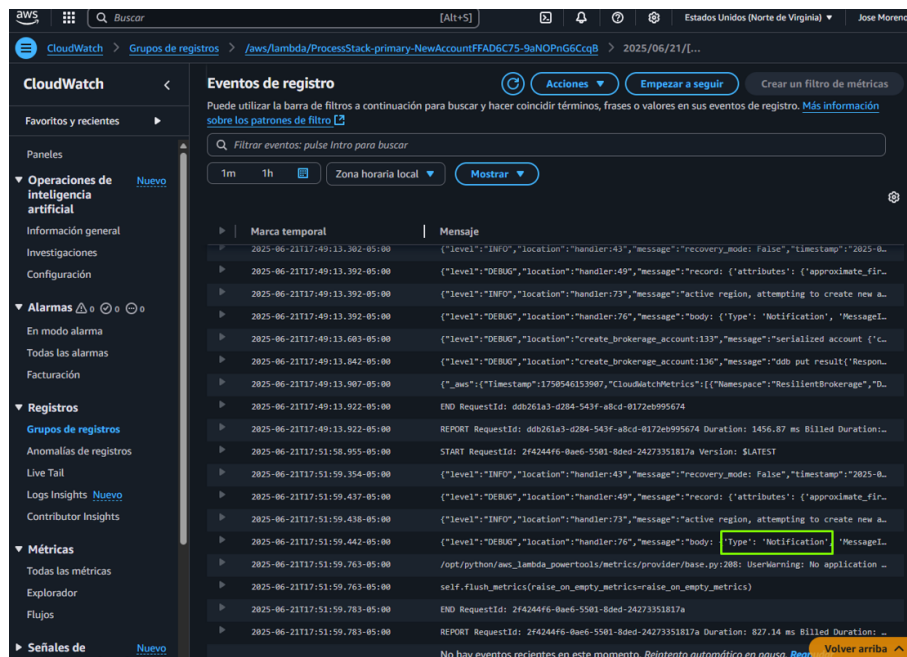 aws
Buscar
[Alt+S]
Estados Unidos (Norte de Virginia) ▼
Jose Moreno
CloudWatch > Grupos de registros > /aws/lambda/ProcessStack-primary-NewAccountFFAD6C75-9aNOPnG6CcqB > 2025/06/21/[...
CloudWatch
Favoritos y recientes
Paneles
Operaciones de inteligencia artificial
Nuevo
Información general
Investigaciones
Configuración
Alarmas 0 0 0
En modo alarma
Todas las alarmas
Facturación
Registros
Grupos de registros
Anomalías de registros
Live Tail
Logs Insights Nuevo
Contributor Insights
Métricas
Todas las métricas
Explorador
Flujos
Señales de
Nuevo
Eventos de registro
Acciones ▼
Empezar a seguir
Crear un filtro de métricas
Puede utilizar la barra de filtros a continuación para buscar y hacer coincidir términos, frases o valores en sus eventos de registro. Más información
sobre los patrones de filtro
Filtrar eventos: pulse Intro para buscar
1m 1h
Zona horaria local ▼
Mostrar ▼
Marca temporal Mensaje
2025-06-21T17:49:13.302-05:00 {"level":"INFO","location":"handler:43","message":"recovery_mode: False","timestamp":"2025-0…
2025-06-21T17:49:13.392-05:00 {"level":"DEBUG","location":"handler:49","message":"record: {'attributes': {'approximate_fir…
2025-06-21T17:49:13.392-05:00 {"level":"INFO","location":"handler:73","message":"active region, attempting to create new a…
2025-06-21T17:49:13.392-05:00 {"level":"DEBUG","location":"handler:76","message":"body: {'Type': 'Notification', 'MessageI…
2025-06-21T17:49:13.603-05:00 {"level":"DEBUG","location":"create_brokerage_account:133","message":"serialized account {'c…
2025-06-21T17:49:13.842-05:00 {"level":"DEBUG","location":"create_brokerage_account:136","message":"ddb put result{'Respon…
2025-06-21T17:49:13.907-05:00 {"_aws":{"Timestamp":1750546153907,"CloudWatchMetrics":[{"Namespace":"ResilientBrokerage","D…
2025-06-21T17:49:13.922-05:00 END RequestId: ddb261a3-d284-543f-a8cd-0172eb995674
2025-06-21T17:49:13.922-05:00 REPORT RequestId: ddb261a3-d284-543f-a8cd-0172eb995674 Duration: 1456.87 ms Billed Duration:…
2025-06-21T17:51:58.955-05:00 START RequestId: 2f4244f6-0ae6-5501-8ded-24273351817a Version: $LATEST
2025-06-21T17:51:59.354-05:00 {"level":"INFO","location":"handler:43","message":"recovery_mode: False","timestamp":"2025-0…
2025-06-21T17:51:59.437-05:00 {"level":"DEBUG","location":"handler:49","message":"record: {'attributes': {'approximate_fir…
2025-06-21T17:51:59.438-05:00 {"level":"INFO","location":"handler:73","message":"active region, attempting to create new a…
2025-06-21T17:51:59.442-05:00 {"level":"DEBUG","location":"handler:76","message":"body: {'Type': 'Notification', 'MessageI…
2025-06-21T17:51:59.763-05:00 /opt/python/aws_lambda_powertools/metrics/provider/base.py:208: UserWarning: No application …
2025-06-21T17:51:59.763-05:00 self.flush_metrics(raise_on_empty_metrics=raise_on_empty_metrics)
2025-06-21T17:51:59.783-05:00 END RequestId: 2f4244f6-0ae6-5501-8ded-24273351817a
2025-06-21T17:51:59.783-05:00 REPORT RequestId: 2f4244f6-0ae6-5501-8ded-24273351817a Duration: 827.14 ms Billed Duration: …
No hay eventos recientes en este momento. Reintento automático en pausa.
Volver arriba